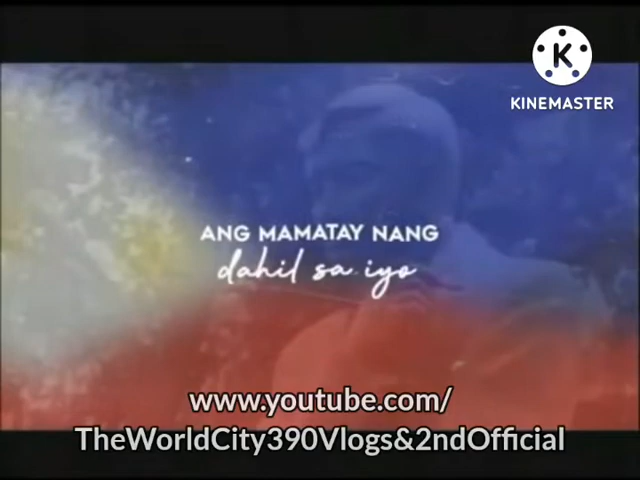 KINEMASTER
ANG MAMATAY NANG
dahil sa iyo
www.youtube.com/
TheWorldCity390Vlogs&2ndOfficial